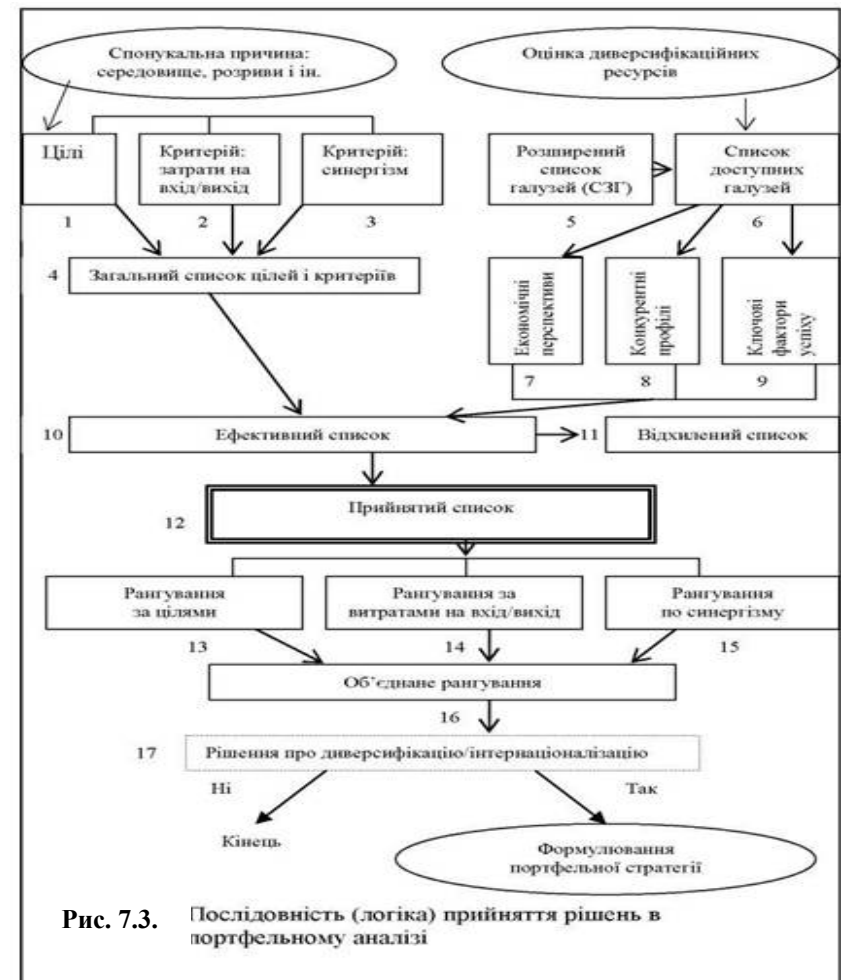 Спонукальна причина:
середовище, розриви і ін.
Оцінка диверсифікаційних
ресурсів
Цілі
Критерій:
затрати на
вхід/вихід
Критерій:
синергізм
Розширений
список
галузей (СЗГ)
Список
доступних
галузей
1
2
3
5
6
4
Загальний список цілей і критеріїв
Економічні
перспективи
Конкурентні
профілі
Ключові
фактори
успіху
7
8
9
10
Ефективний список
11
Відхилений список
12
Прийнятий список
Рангування
за цілями
Рангування за
витратами на вхід/вихід
Рангування
по синергізму
13
14
15
Об’єднане рангування
16
17
Рішення про диверсифікацію/інтернаціоналізацію
Ні
Так
Кінець
Формулювання
портфельної стратегії
Рис. 7.3. Послідовність (логіка) прийняття рішень в
портфельному аналізі